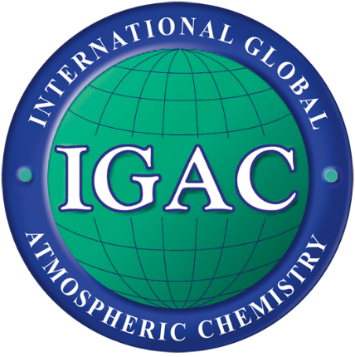 INTERNATIONAL GLOBAL
IGAC
ATMOSPHERIC CHEMISTRY